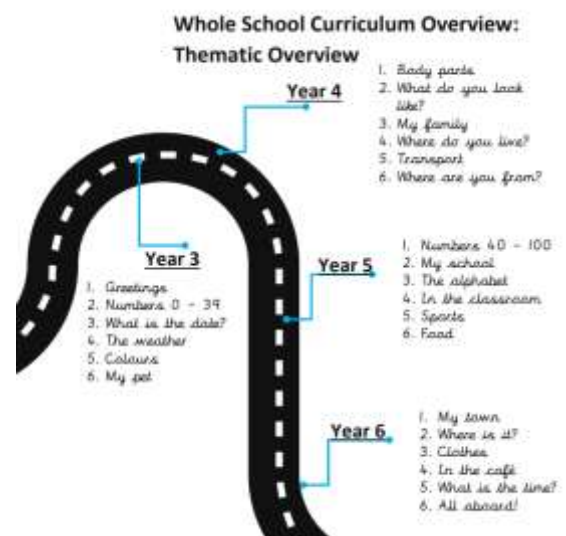 Whole School Curriculum Overview:
Thematic Overview
Year 4
1. Body parts
2. What do you look
like?
3. My family
4. Where do you live?
5. Transport
6. Where are you from?
Year 3
1. Greetings
2. Numbers 0 - 39
3. What is the date?
4. The weather
5. Colours
6. My pet
Year 5
1. Numbers 40 - 100
2. My school
3. The alphabet
4. In the classroom
5. Sports
6. Food
Year 6
1. My town
2. Where is it?
3. Clothes
4. In the café
5. What is the time?
6. All aboard!